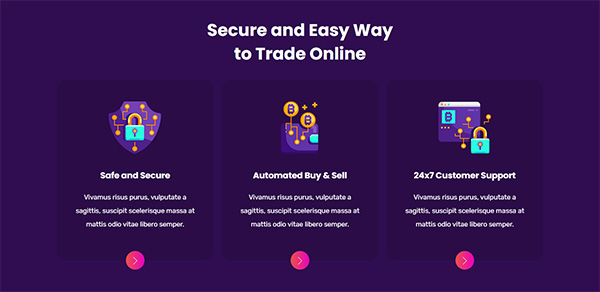 Secure and Easy Way
to Trade Online
Safe and Secure
Vivamus risus purus, vulputate a
sagittis, suscipit scelerisque massa at
mattis odio vitae libero semper.
Automated Buy & Sell
Vivamus risus purus, vulputate a
sagittis, suscipit scelerisque massa at
mattis odio vitae libero semper.
24x7 Customer Support
Vivamus risus purus, vulputate a
sagittis, suscipit scelerisque massa at
mattis odio vitae libero semper.